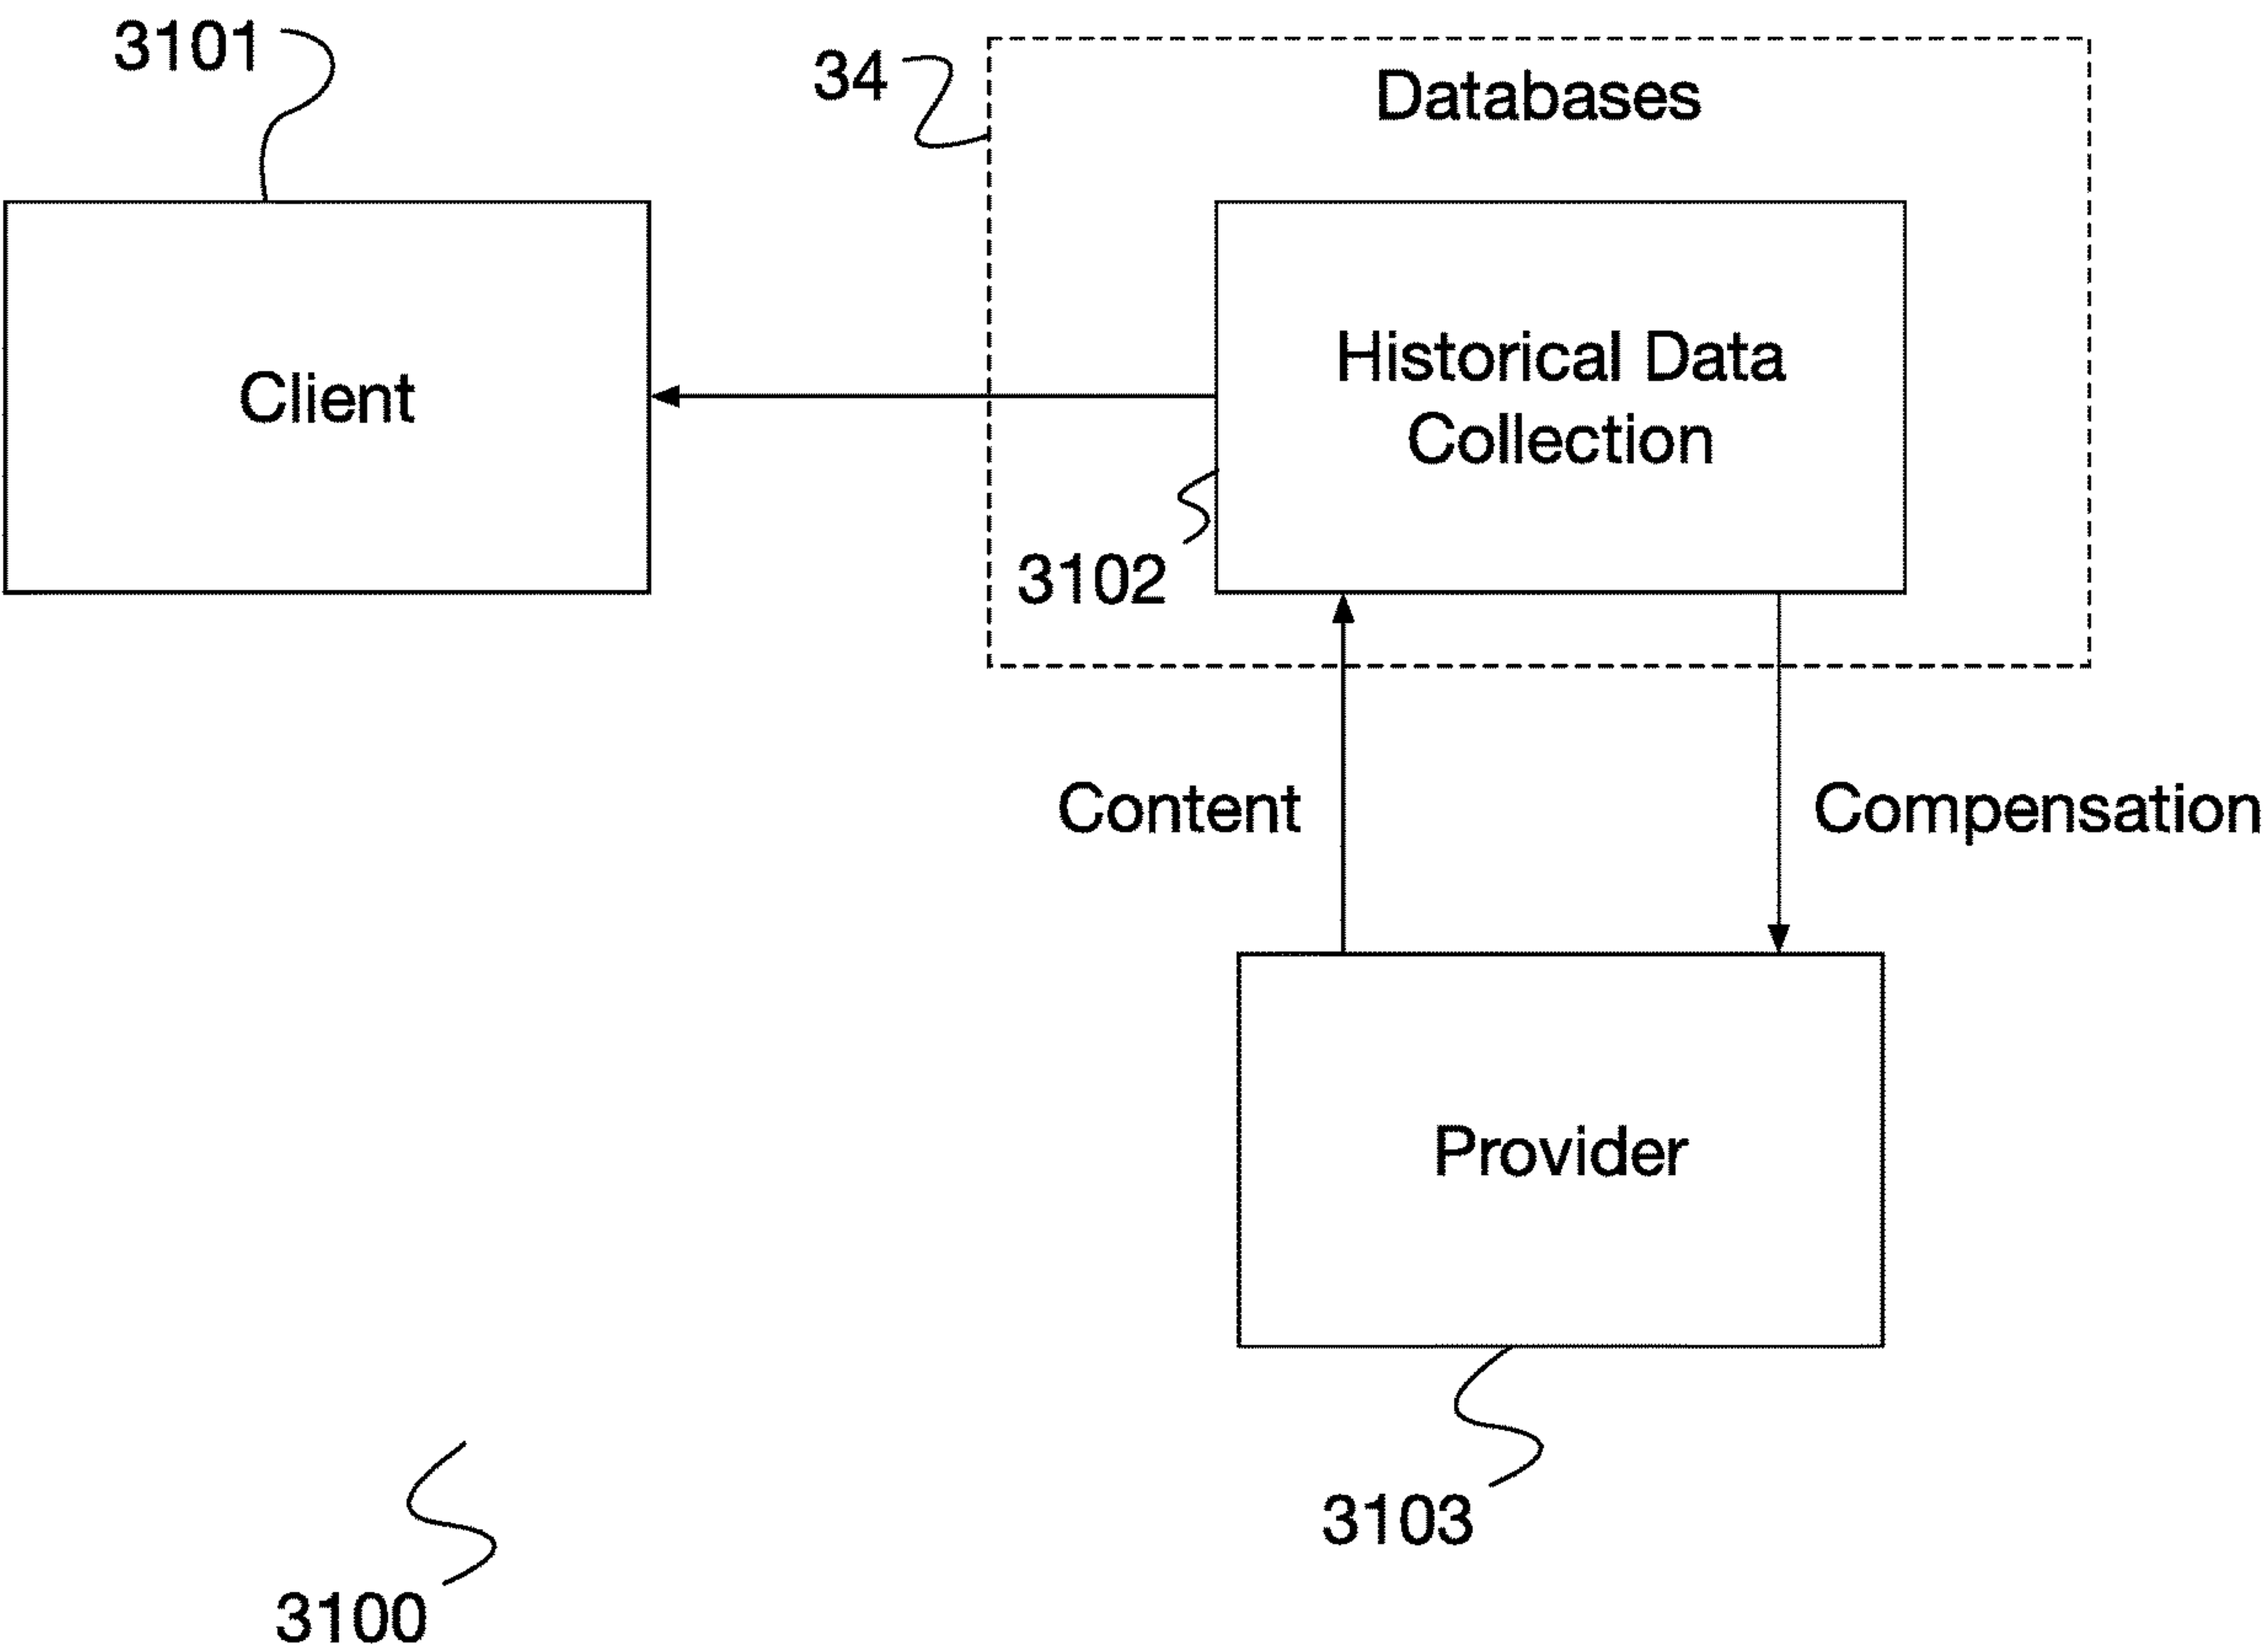 3101
34
Databases
Client
Historical Data
Collection
3102
Content
Compensation
Provider
3103
3100